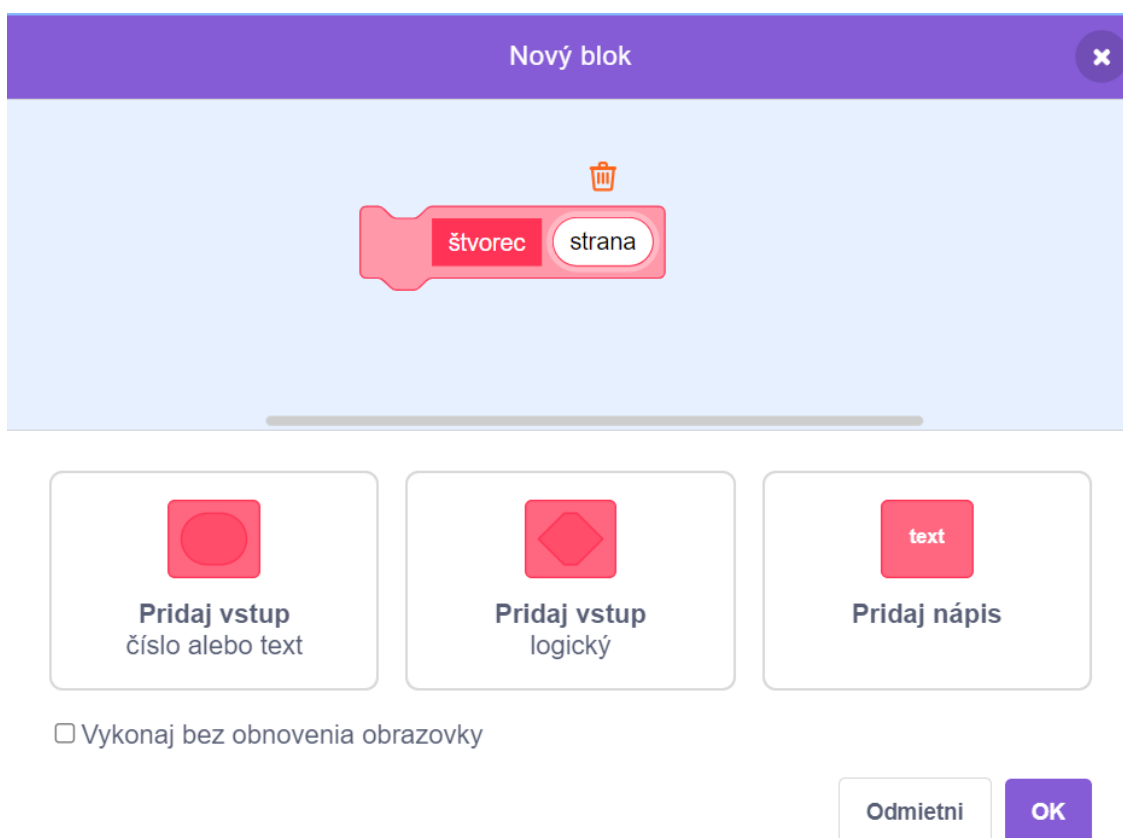 Nový blok
štvorec strana
Pridaj vstup
číslo alebo text
Pridaj vstup
logický
text
Pridaj nápis
Vykonaj bez obnovenia obrazovky
Odmietni
OK